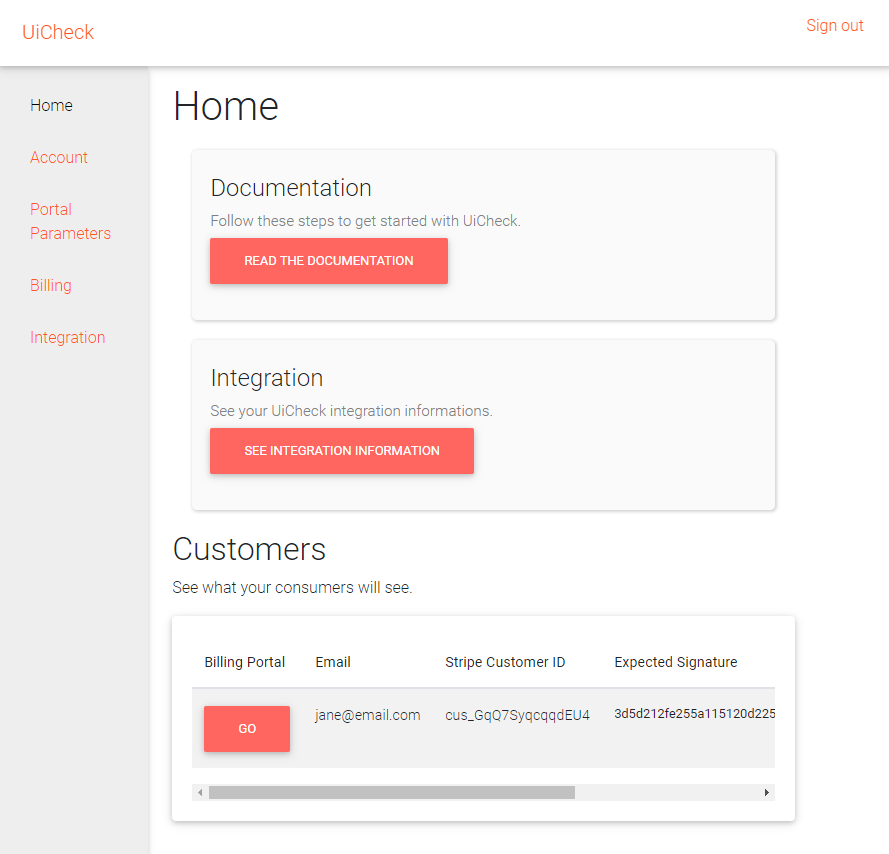 UiCheck
Sign out
Home
Account
Portal
Parameters
Billing
Integration
Home
Documentation
Follow these steps to get started with UiCheck.
READ THE DOCUMENTATION
Integration
See your UiCheck integration informations.
SEE INTEGRATION INFORMATION
Customers
See what your consumers will see.
Billing Portal Email Stripe Customer ID Expected Signature
GO jane@email.com cus_GqQ7SyqcqqdEU4 3d5d212fe255a115120d225